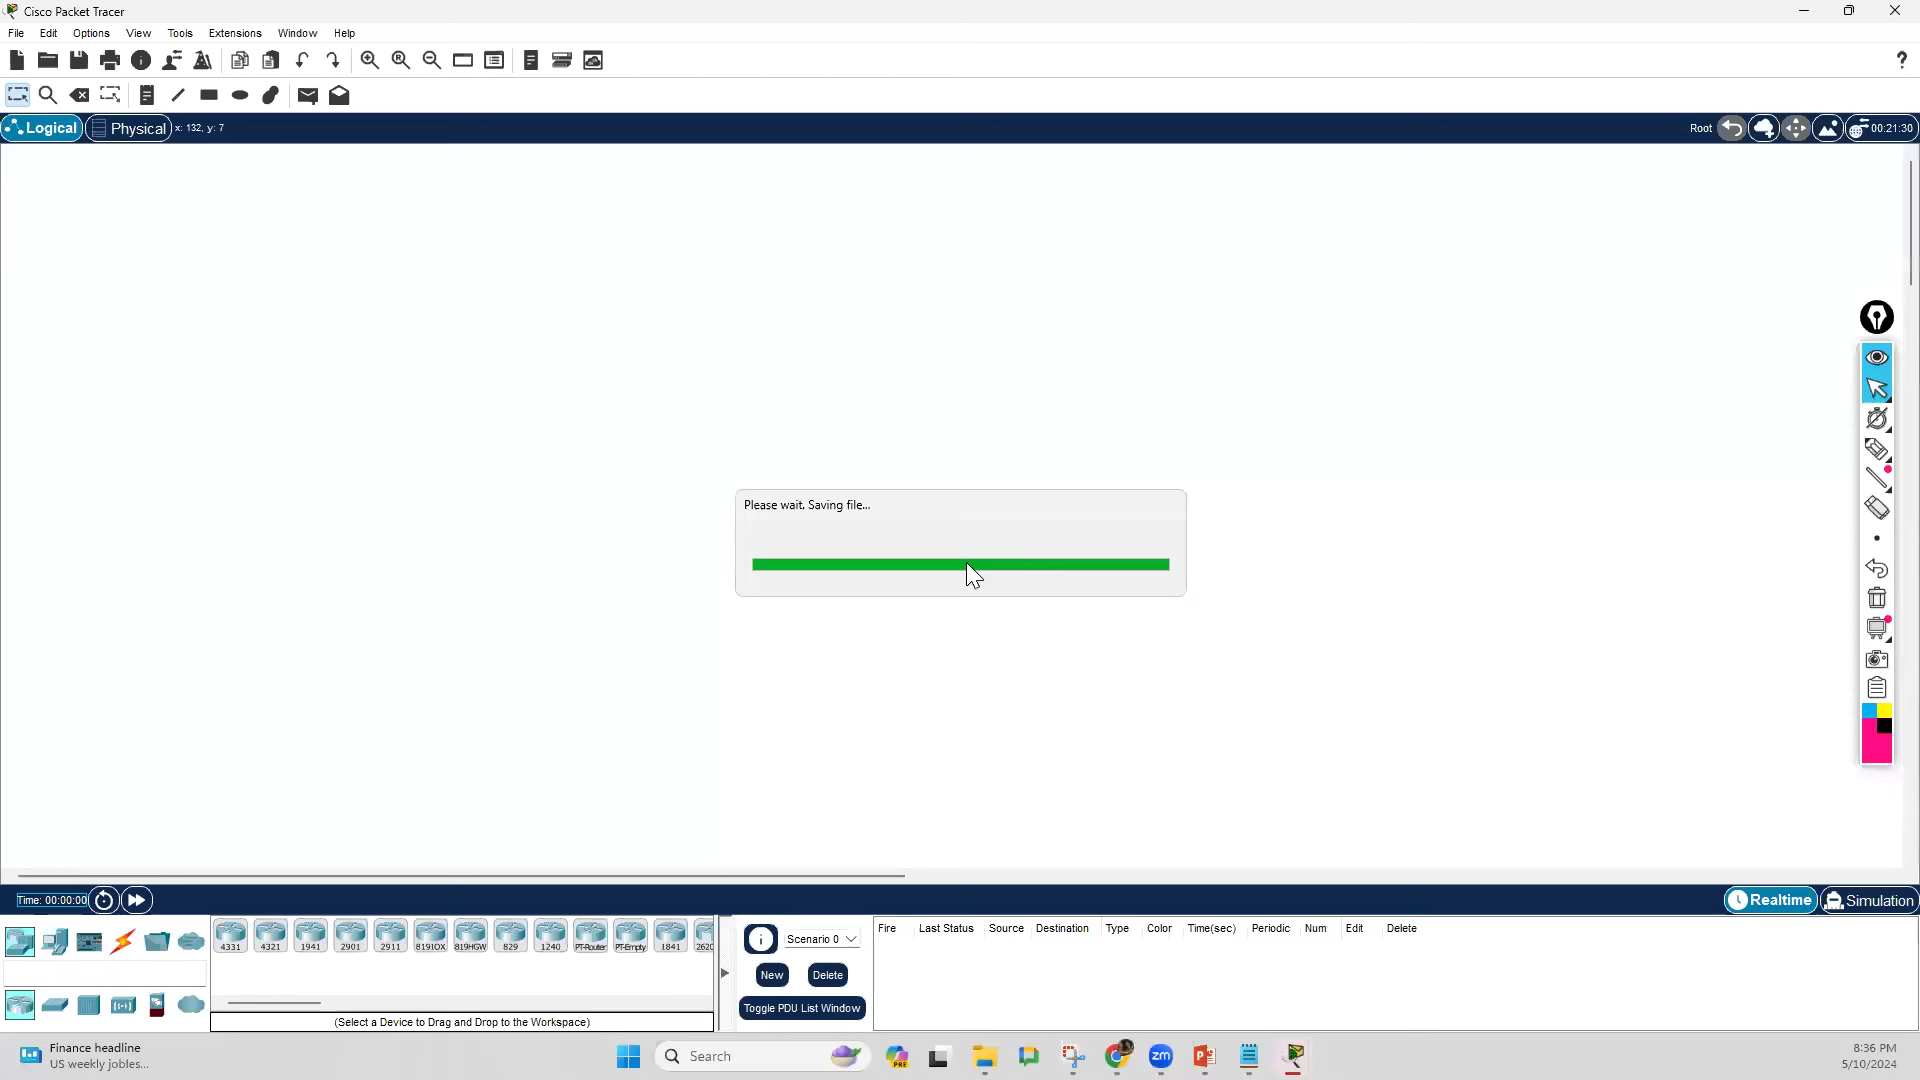 Cisco Packet Tracer
File Edit Options View Tools Extensions Window Help
Logical Physical x: 132, y: 7 Root 00:21:30
Please wait. Saving file...
Time: 00:00:00 Realtime Simulation
4331 4321 1941 2901 2911 819IOX 819HGW 829 1240 PT-Router PT-Empty 1841 2620
Scenario 0
Fire Last Status Source Destination Type Color Time(sec) Periodic Num Edit Delete
New Delete
Toggle PDU List Window
(Select a Device to Drag and Drop to the Workspace)
Finance headline
US weekly jobles...
Search
PRE
zm
8:36 PM
5/10/2024